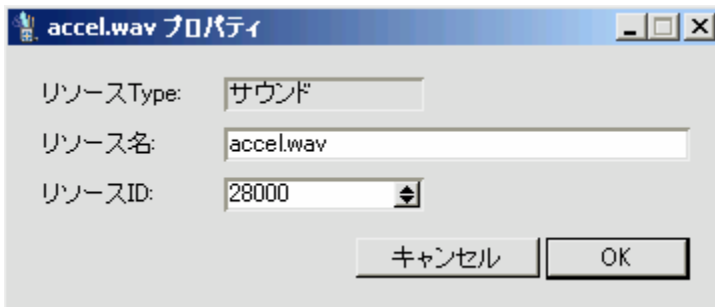 accel.wav プロパティ
リソースType: サウンド
リソース名: accel.wav
リソースID: 28000
キャンセル OK